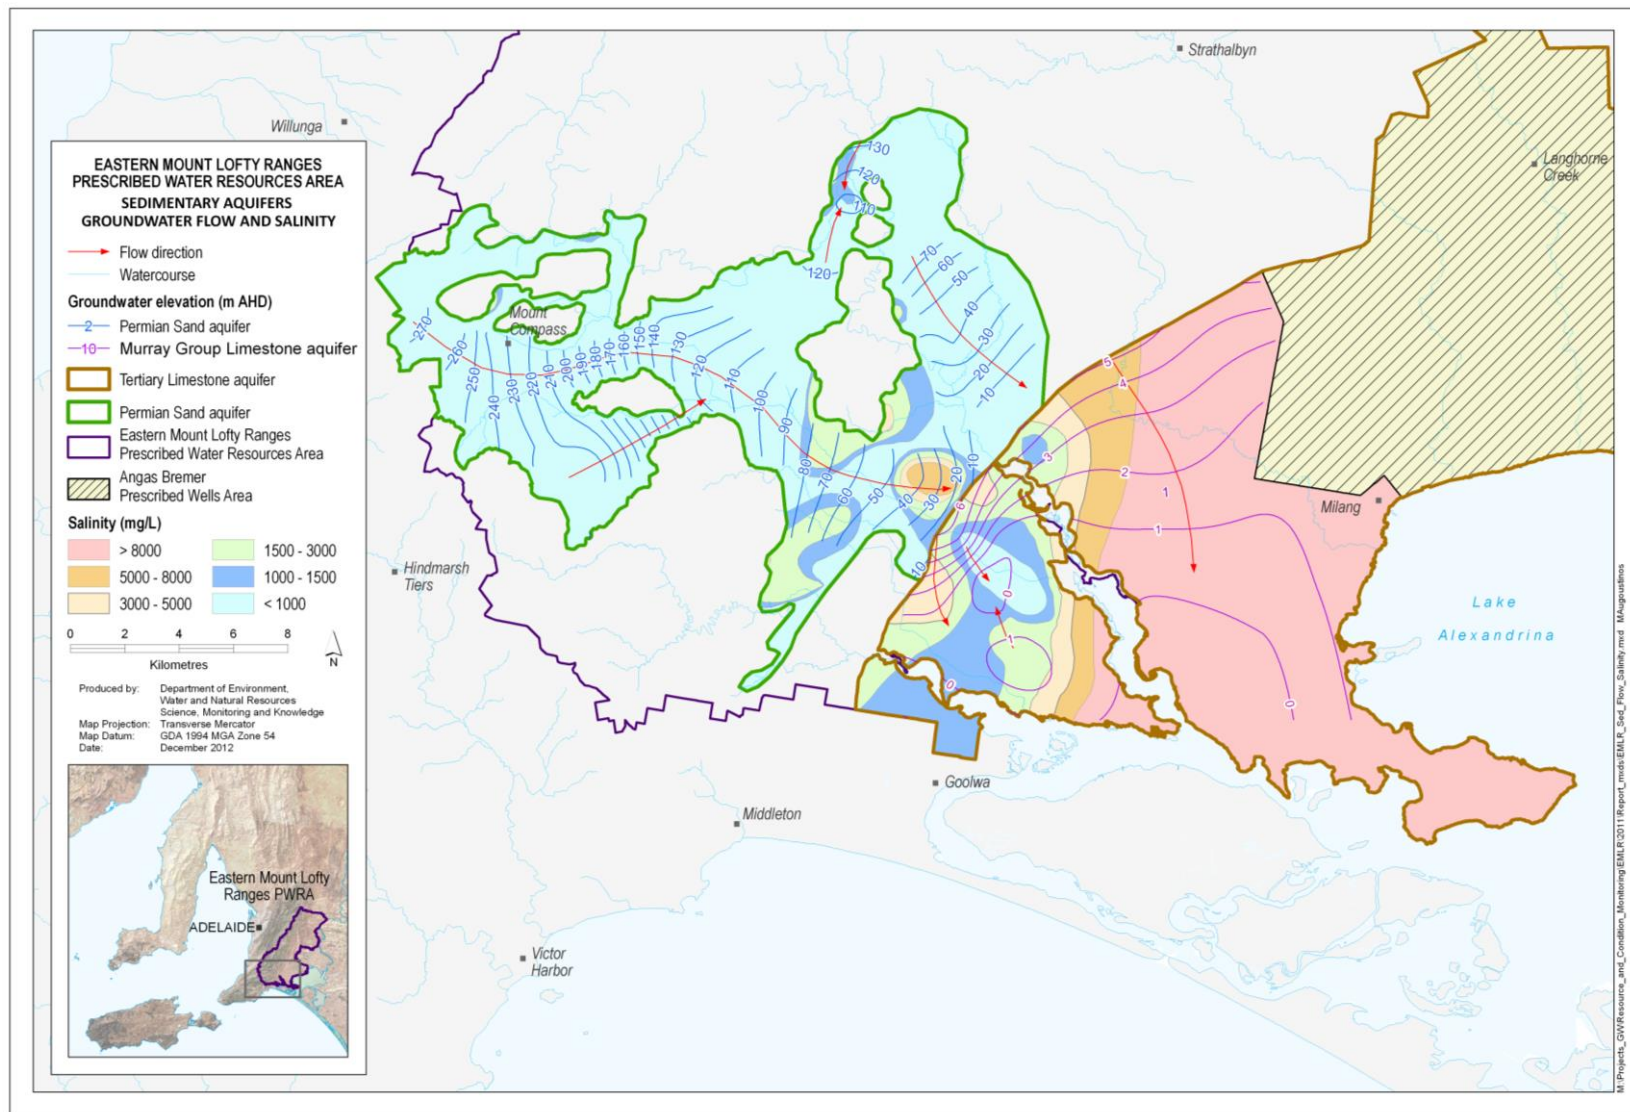 EASTERN MOUNT LOFTY RANGES
PRESCRIBED WATER RESOURCES AREA
SEDIMENTARY AQUIFERS
GROUNDWATER FLOW AND SALINITY
Flow direction
Watercourse
Groundwater elevation (m AHD)
2 Permian Sand aquifer
10 Murray Group Limestone aquifer
Tertiary Limestone aquifer
Permian Sand aquifer
Eastern Mount Lofty Ranges
Prescribed Water Resources Area
Angas Bremer
Prescribed Wells Area
Salinity (mg/L)
> 8000 1500 - 3000
5000 - 8000 1000 - 1500
3000 - 5000 < 1000
0 2 4 6 8
Kilometres
N
Produced by: Department of Environment,
Water and Natural Resources
Science, Monitoring and Knowledge
Map Projection: Transverse Mercator
Map Datum: GDA 1994 MGA Zone 54
Date: December 2012
Eastern Mount Lofty
Ranges PWRA
ADELAIDE
Willunga
Strathalbyn
Langhorne
Creek
Mount
Compass
Milang
Hindmarsh
Tiers
Lake
Alexandrina
Goolwa
Middleton
Victor
Harbor
130
120
110
120
70
60
50
40
30
20
10
270
260
250
240
230
220
210
200
190
180
170
160
150
140
130
120
110
100
90
80
70
60
50
40
30
20
10
5
4
3
2
1
1
6
10
0
1
0
0
M:\Projects_GW\Resource_and_Condition_Monitoring\EMLR\2011\Report_mxds\EMLR_Sed_Flow_Salinity.mxd MAugoustinos